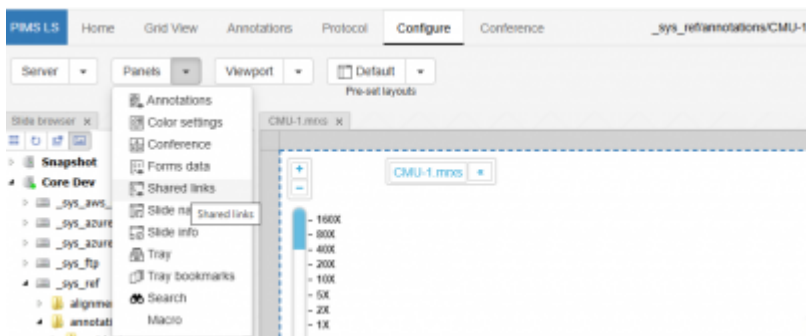 PIMS LS Home Grid View Annotations Protocol Configure Conference _sys_ref/annotations/CMU-1
Server Panels Viewport Default
Pre-set layouts
Slide browser x CMU-1.mrxs x
Annotations
Color settings
Conference
Forms data
Shared links
Slide na
Shared links
Slide info
Tray
Tray bookmarks
Search
Macro
Snapshot
Core Dev
_sys_aws_
_sys_azure
_sys_azure
_sys_ftp
_sys_ref
alignme
annotati
+
CMU-1.mrxs «
−
160X
80X
40X
20X
10X
5X
2X
1X